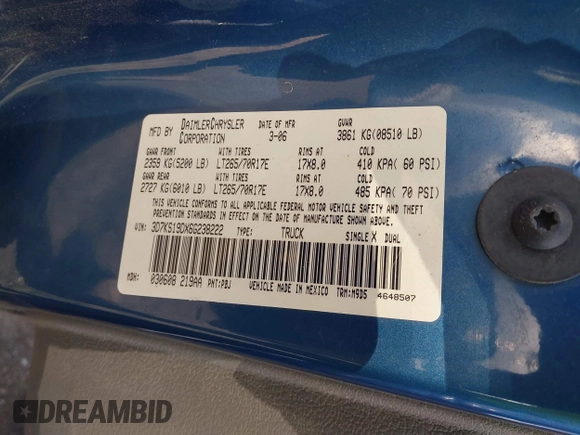 MFD BY DAIMLERCHRYSLER CORPORATION DATE OF MFR 3-06 GVWR 3861 KG(08510 LB)
GAWR FRONT WITH TIRES RIMS AT COLD
2359 KG(5200 LB) LT265/70R17E 17X8.0 410 KPA( 60 PSI)
GAWR REAR WITH TIRES RIMS AT COLD
2727 KG(6010 LB) LT265/70R17E 17X8.0 485 KPA( 70 PSI)
THIS VEHICLE CONFORMS TO ALL APPLICABLE FEDERAL MOTOR VEHICLE SAFETY AND THEFT
PREVENTION STANDARDS IN EFFECT ON THE DATE OF MANUFACTURE SHOWN ABOVE.
VIN: 3D7KS19DX6G238222 TYPE: TRUCK SINGLE X DUAL
MDH: 030608 219AA PNT:PBJ VEHICLE MADE IN MEXICO TRM:M9D5 4648507
DREAMBID